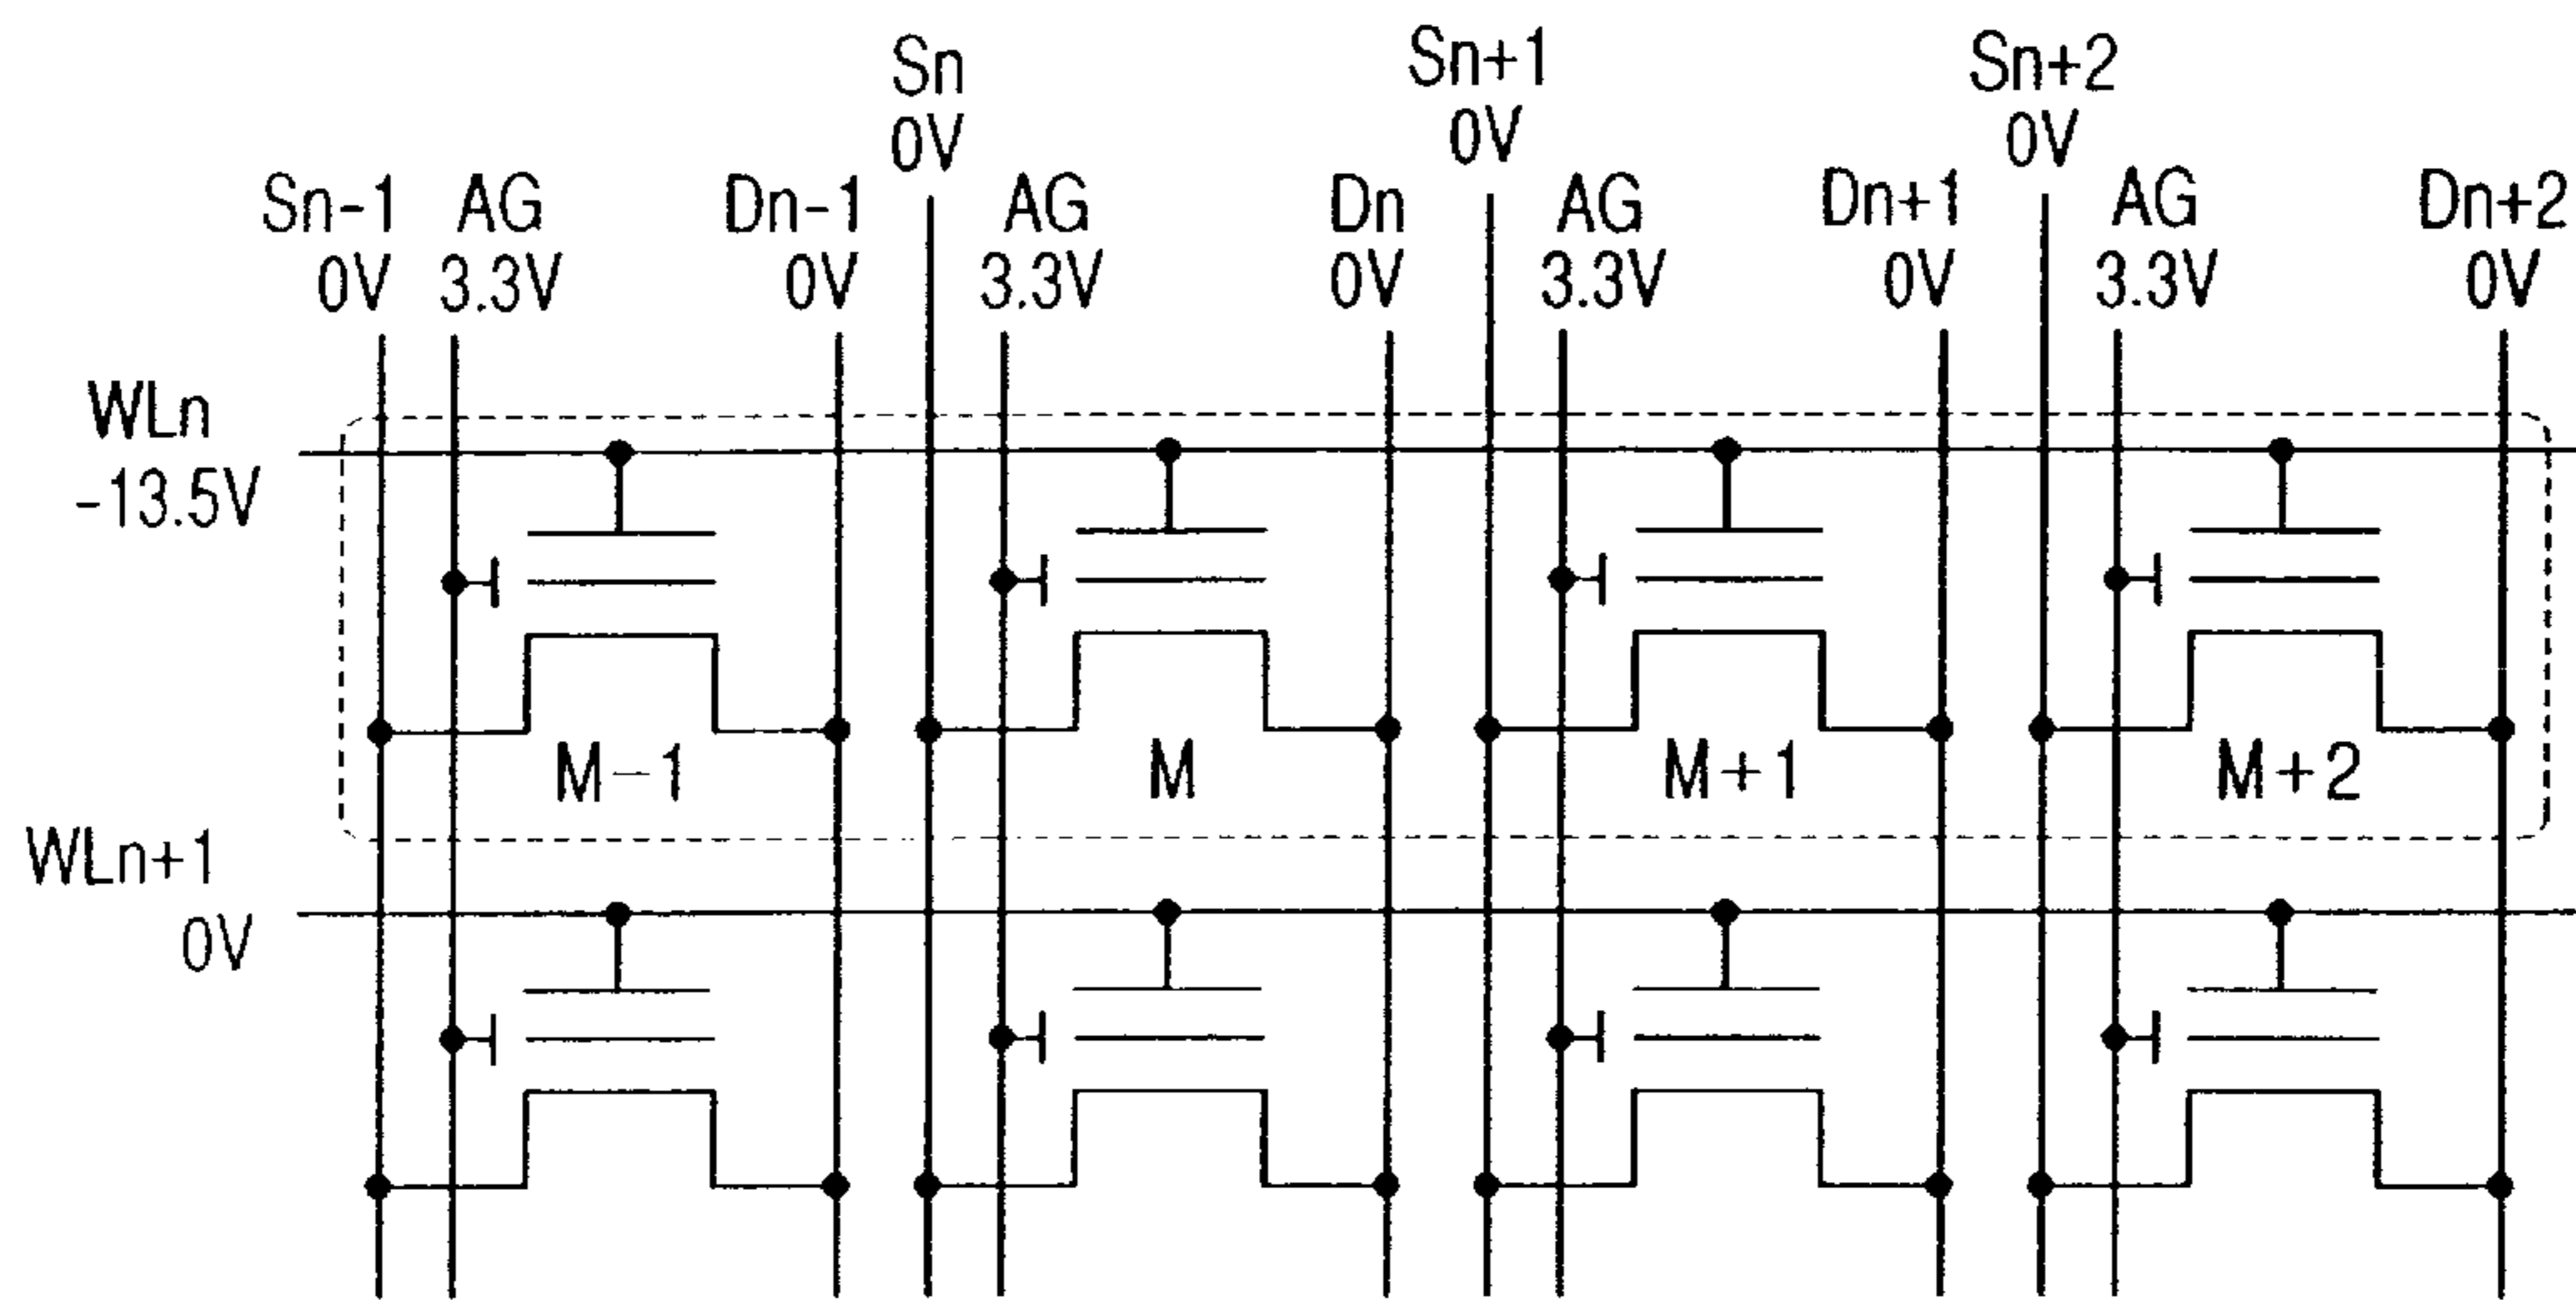 Sn
0V
Sn+1
0V
Sn+2
0V
Sn-1
0V
AG
3.3V
Dn-1
0V
AG
3.3V
Dn
0V
AG
3.3V
Dn+1
0V
AG
3.3V
Dn+2
0V
WLn
-13.5V
M-1
M
M+1
M+2
WLn+1
0V